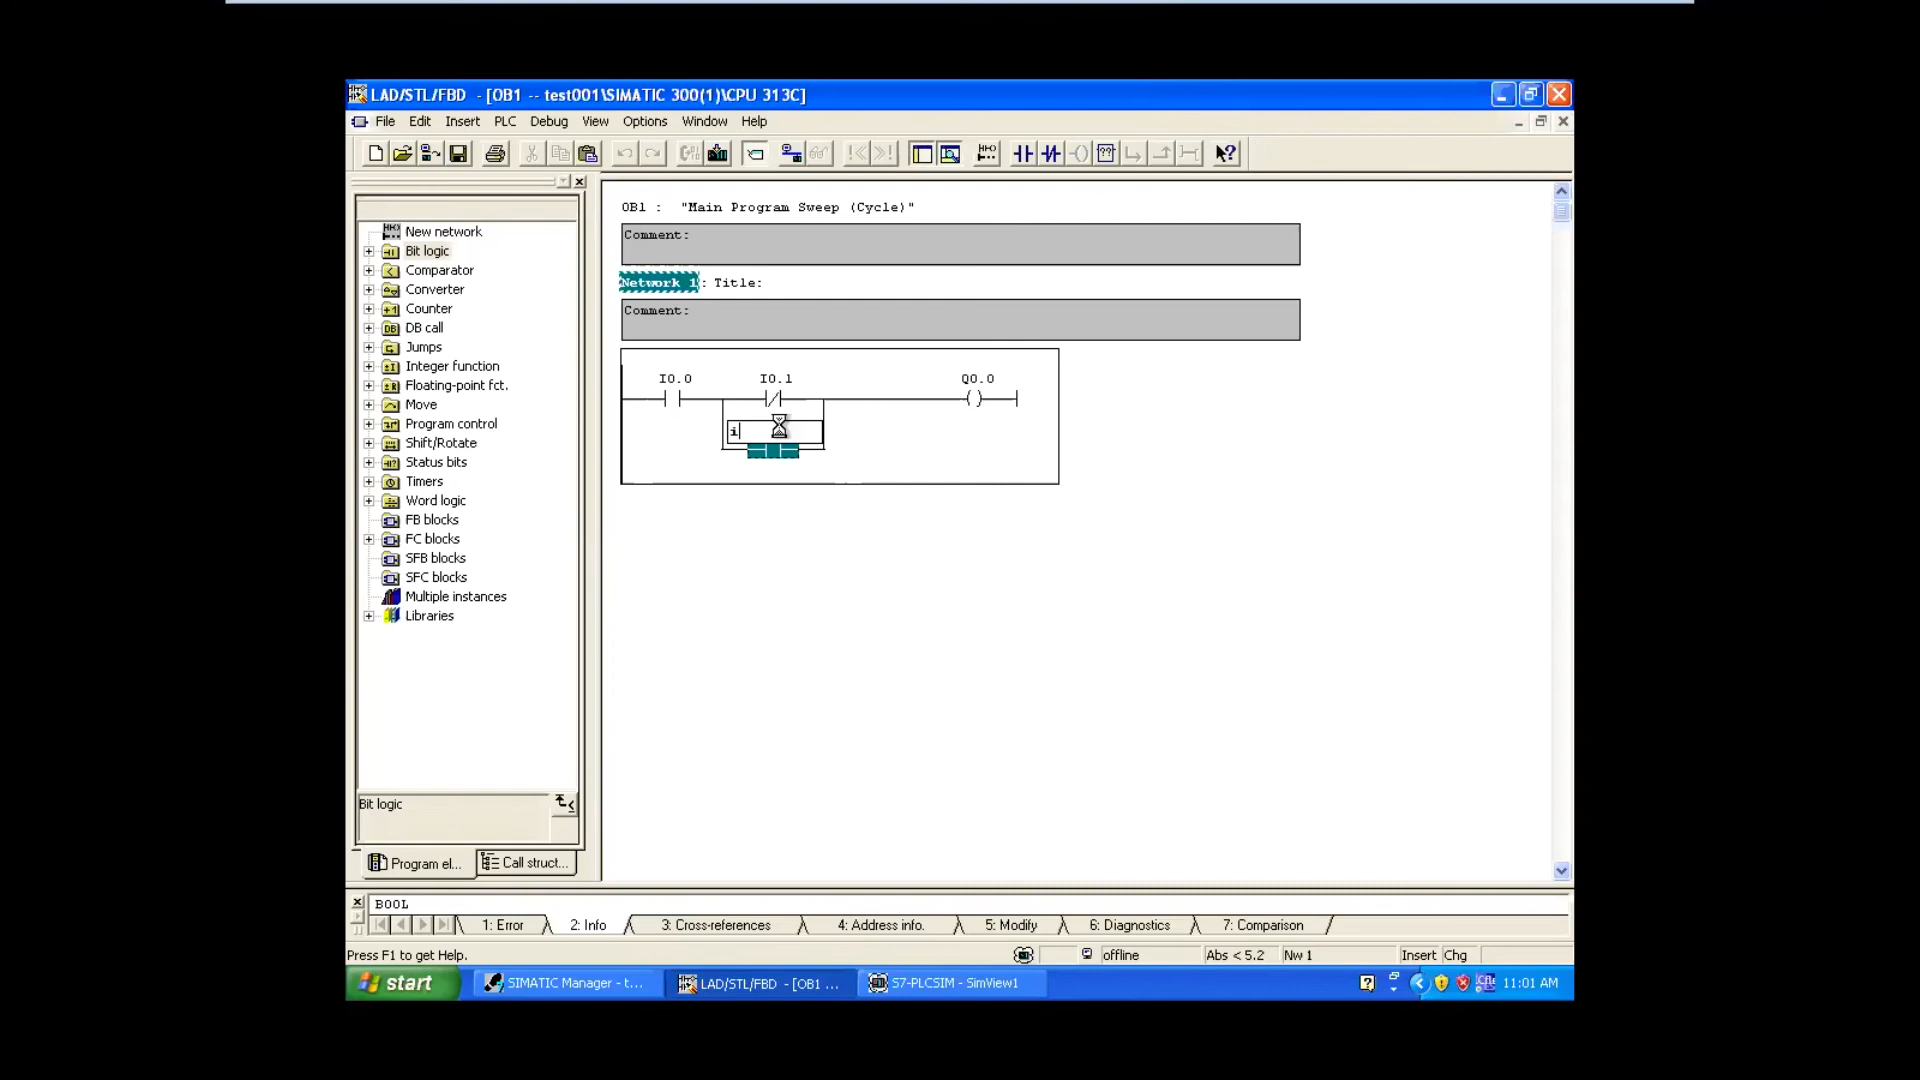 LAD/STL/FBD - [OB1 -- test001\SIMATIC 300(1)\CPU 313C]
File Edit Insert PLC Debug View Options Window Help
New network
Bit logic
Comparator
Converter
Counter
DB call
Jumps
Integer function
Floating-point fct.
Move
Program control
Shift/Rotate
Status bits
Timers
Word logic
FB blocks
FC blocks
SFB blocks
SFC blocks
Multiple instances
Libraries
Bit logic
Program el...
Call struct...
OB1 : "Main Program Sweep (Cycle)"
Comment:
Network 1: Title:
Comment:
I0.0 I0.1 Q0.0
i
BOOL
1: Error 2: Info 3: Cross-references 4: Address info. 5: Modify 6: Diagnostics 7: Comparison
Press F1 to get Help. offline Abs < 5.2 Nw 1 Insert Chg
start SIMATIC Manager - t... LAD/STL/FBD - [OB1 ... S7-PLCSIM - SimView1 11:01 AM